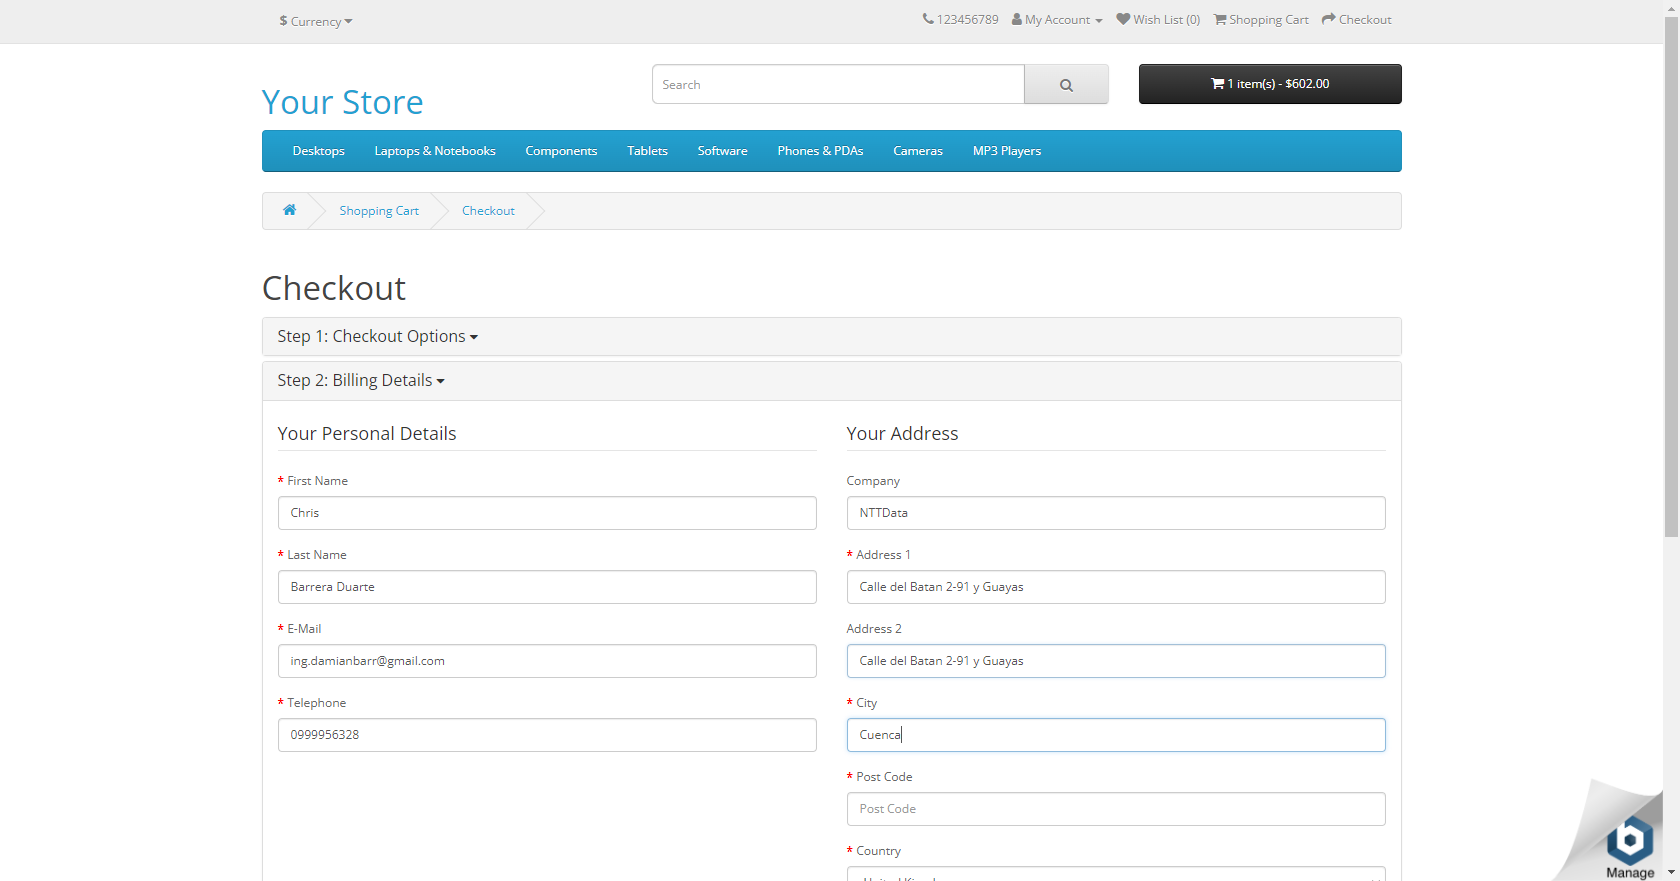 $ Currency
123456789 My Account Wish List (0) Shopping Cart Checkout
Your Store
Search
1 item(s) - $602.00
Desktops Laptops & Notebooks Components Tablets Software Phones & PDAs Cameras MP3 Players
Shopping Cart Checkout
Checkout
Step 1: Checkout Options
Step 2: Billing Details
Your Personal Details
* First Name
Chris
* Last Name
Barrera Duarte
* E-Mail
ing.damianbarr@gmail.com
* Telephone
0999956328
Your Address
Company
NTTData
* Address 1
Calle del Batan 2-91 y Guayas
Address 2
Calle del Batan 2-91 y Guayas
* City
Cuenca
* Post Code
Post Code
* Country
Manage